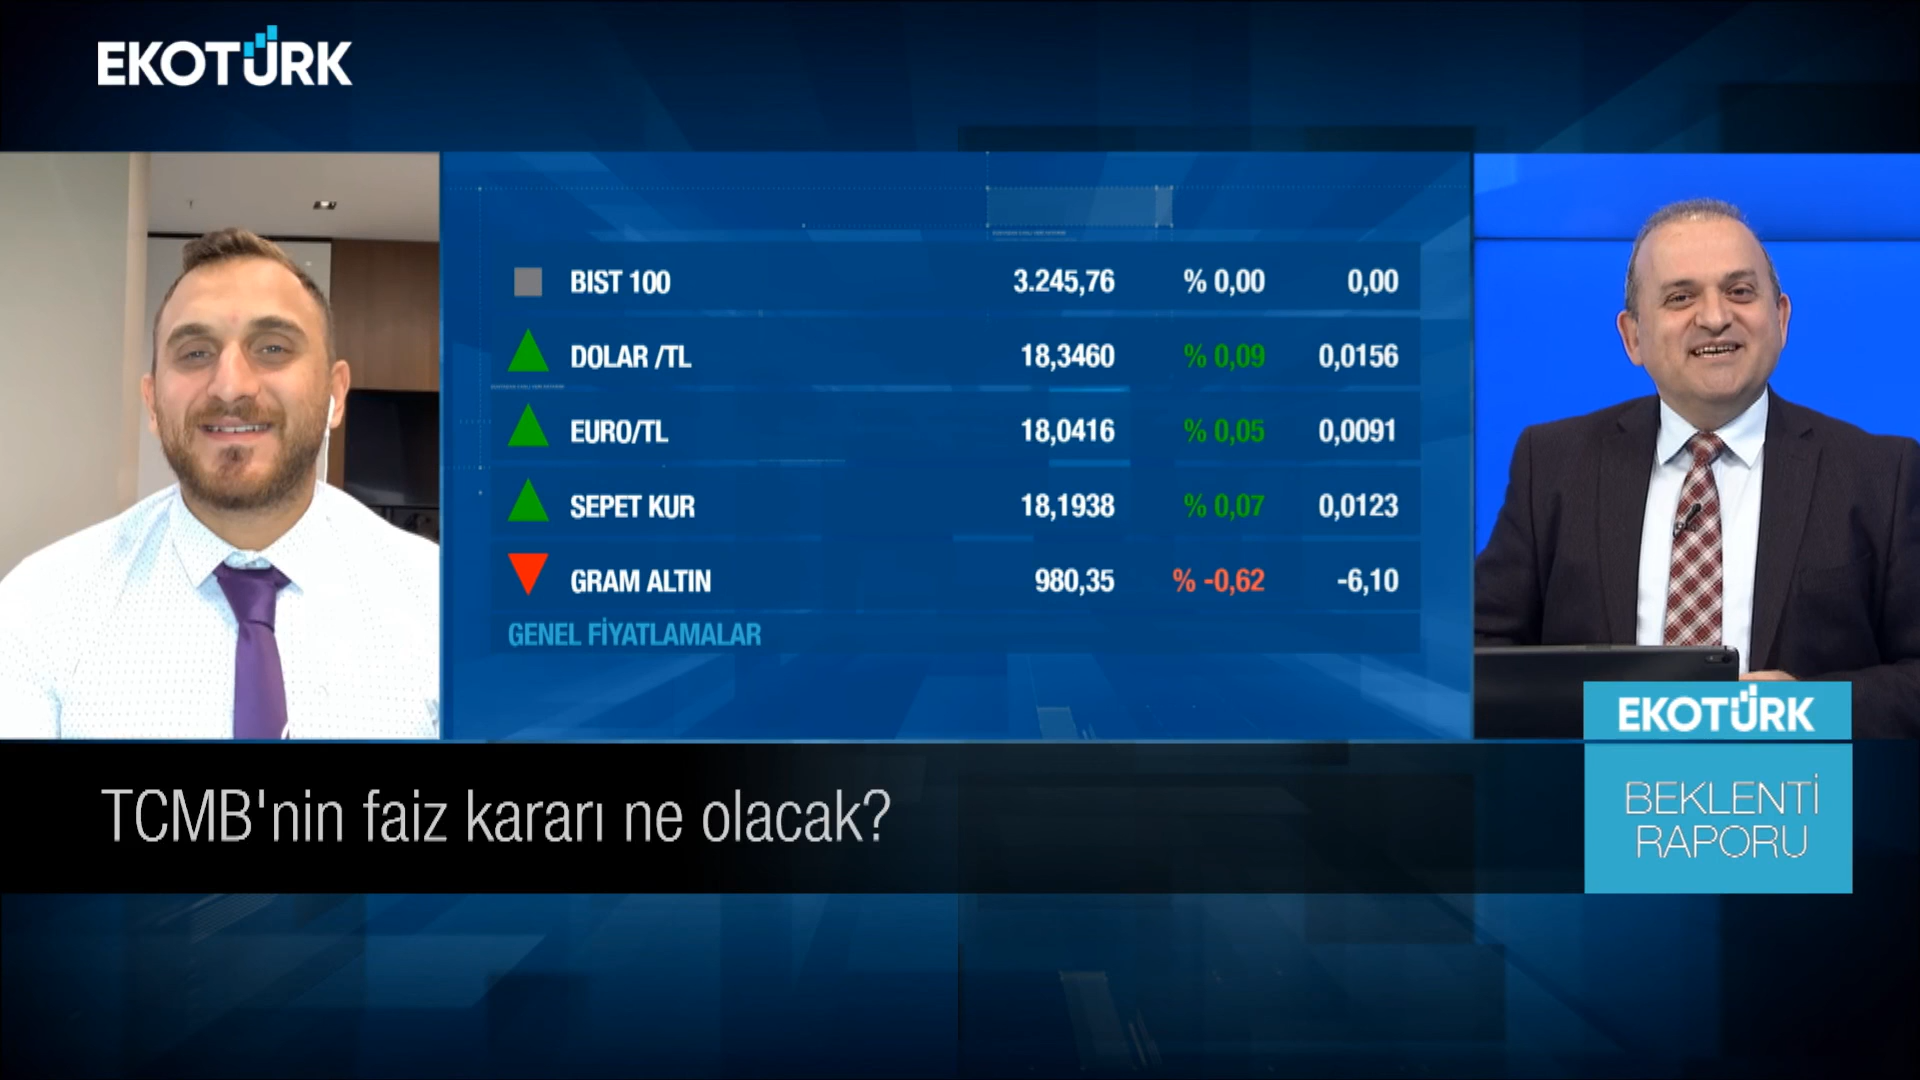 EKOTÜRK
BIST 100 3.245,76 % 0,00 0,00
DOLAR /TL 18,3460 % 0,09 0,0156
EURO/TL 18,0416 % 0,05 0,0091
SEPET KUR 18,1938 % 0,07 0,0123
GRAM ALTIN 980,35 % -0,62 -6,10
GENEL FİYATLAMALAR
EKOTÜRK
TCMB'nin faiz kararı ne olacak?
BEKLENTİ
RAPORU